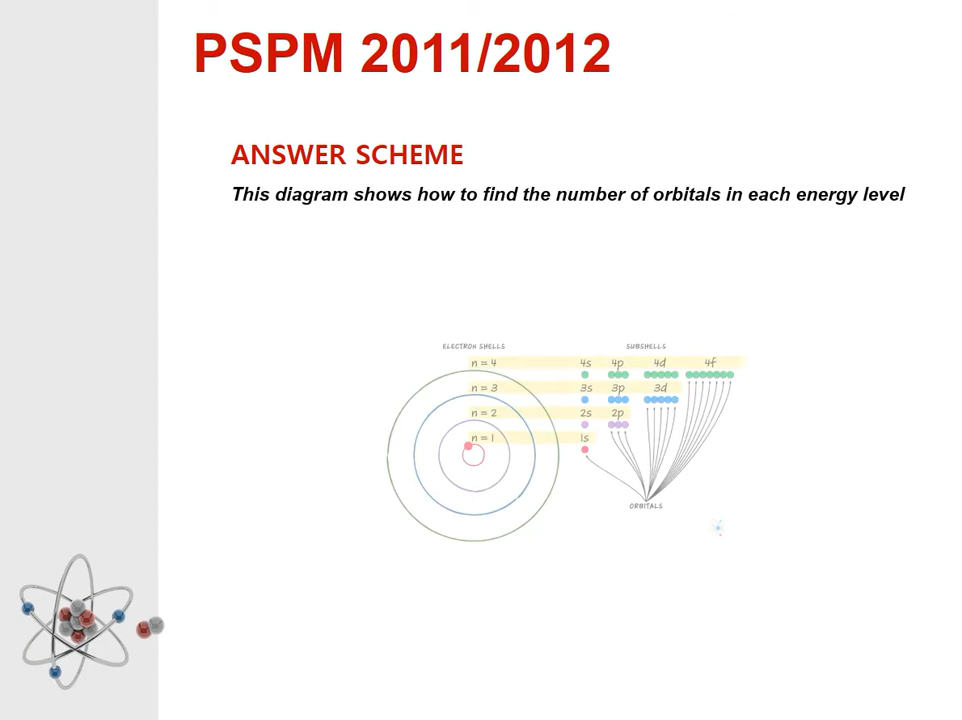 PSPM 2011/2012
ANSWER SCHEME
This diagram shows how to find the number of orbitals in each energy level
ELECTRON SHELLS SUBSHELLS
n = 4 4s 4p 4d 4f
n = 3 3s 3p 3d
n = 2 2s 2p
n = 1 1s
ORBITALS